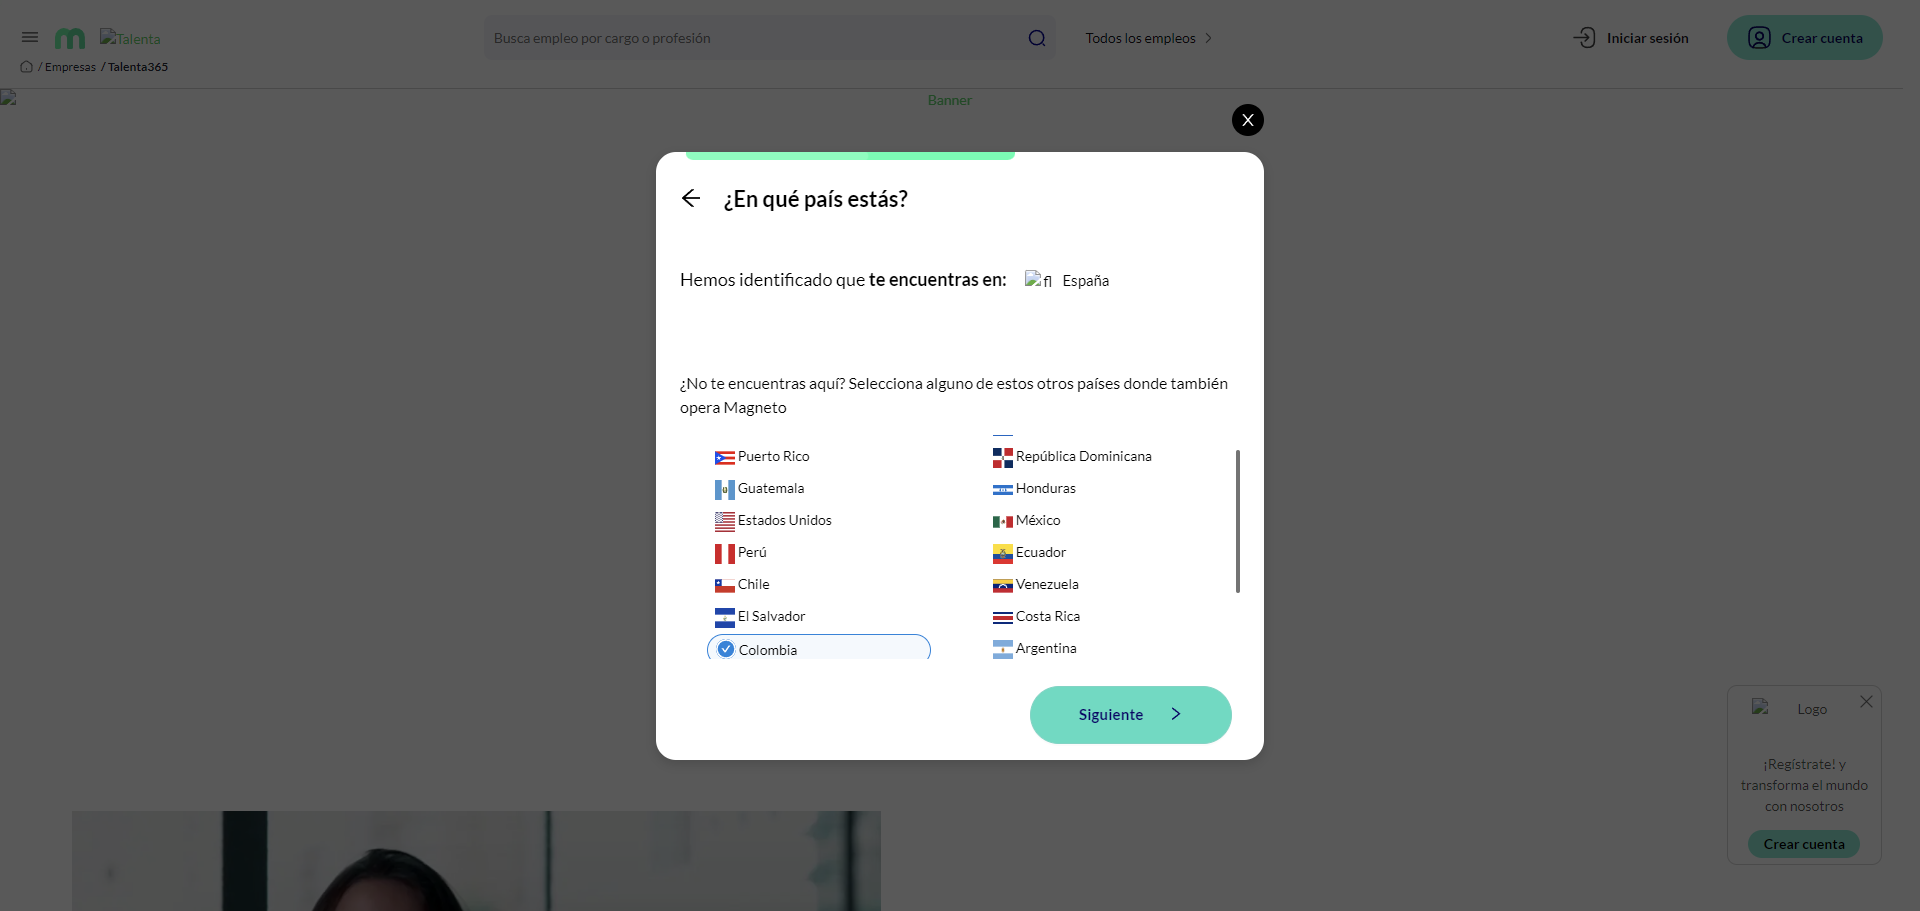 Talenta
Busca empleo por cargo o profesión
Todos los empleos
Iniciar sesión
Crear cuenta
/ Empresas / Talenta365
Banner
X
¿En qué país estás?
Hemos identificado que te encuentras en: fl España
¿No te encuentras aquí? Selecciona alguno de estos otros países donde también
opera Magneto
Puerto Rico
República Dominicana
Guatemala
Honduras
Estados Unidos
México
Perú
Ecuador
Chile
Venezuela
El Salvador
Costa Rica
Colombia
Argentina
Siguiente
Logo
¡Regístrate! y
transforma el mundo
con nosotros
Crear cuenta